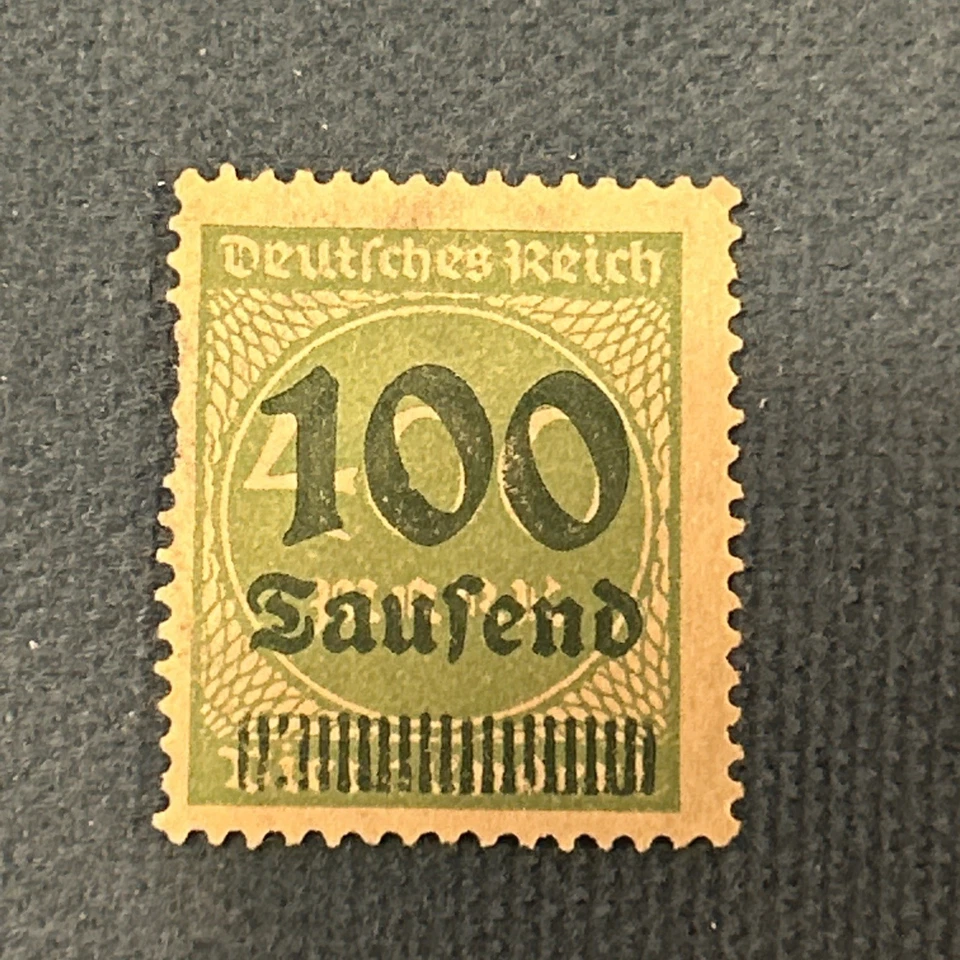 Deutſches Reich
100
Tauſend